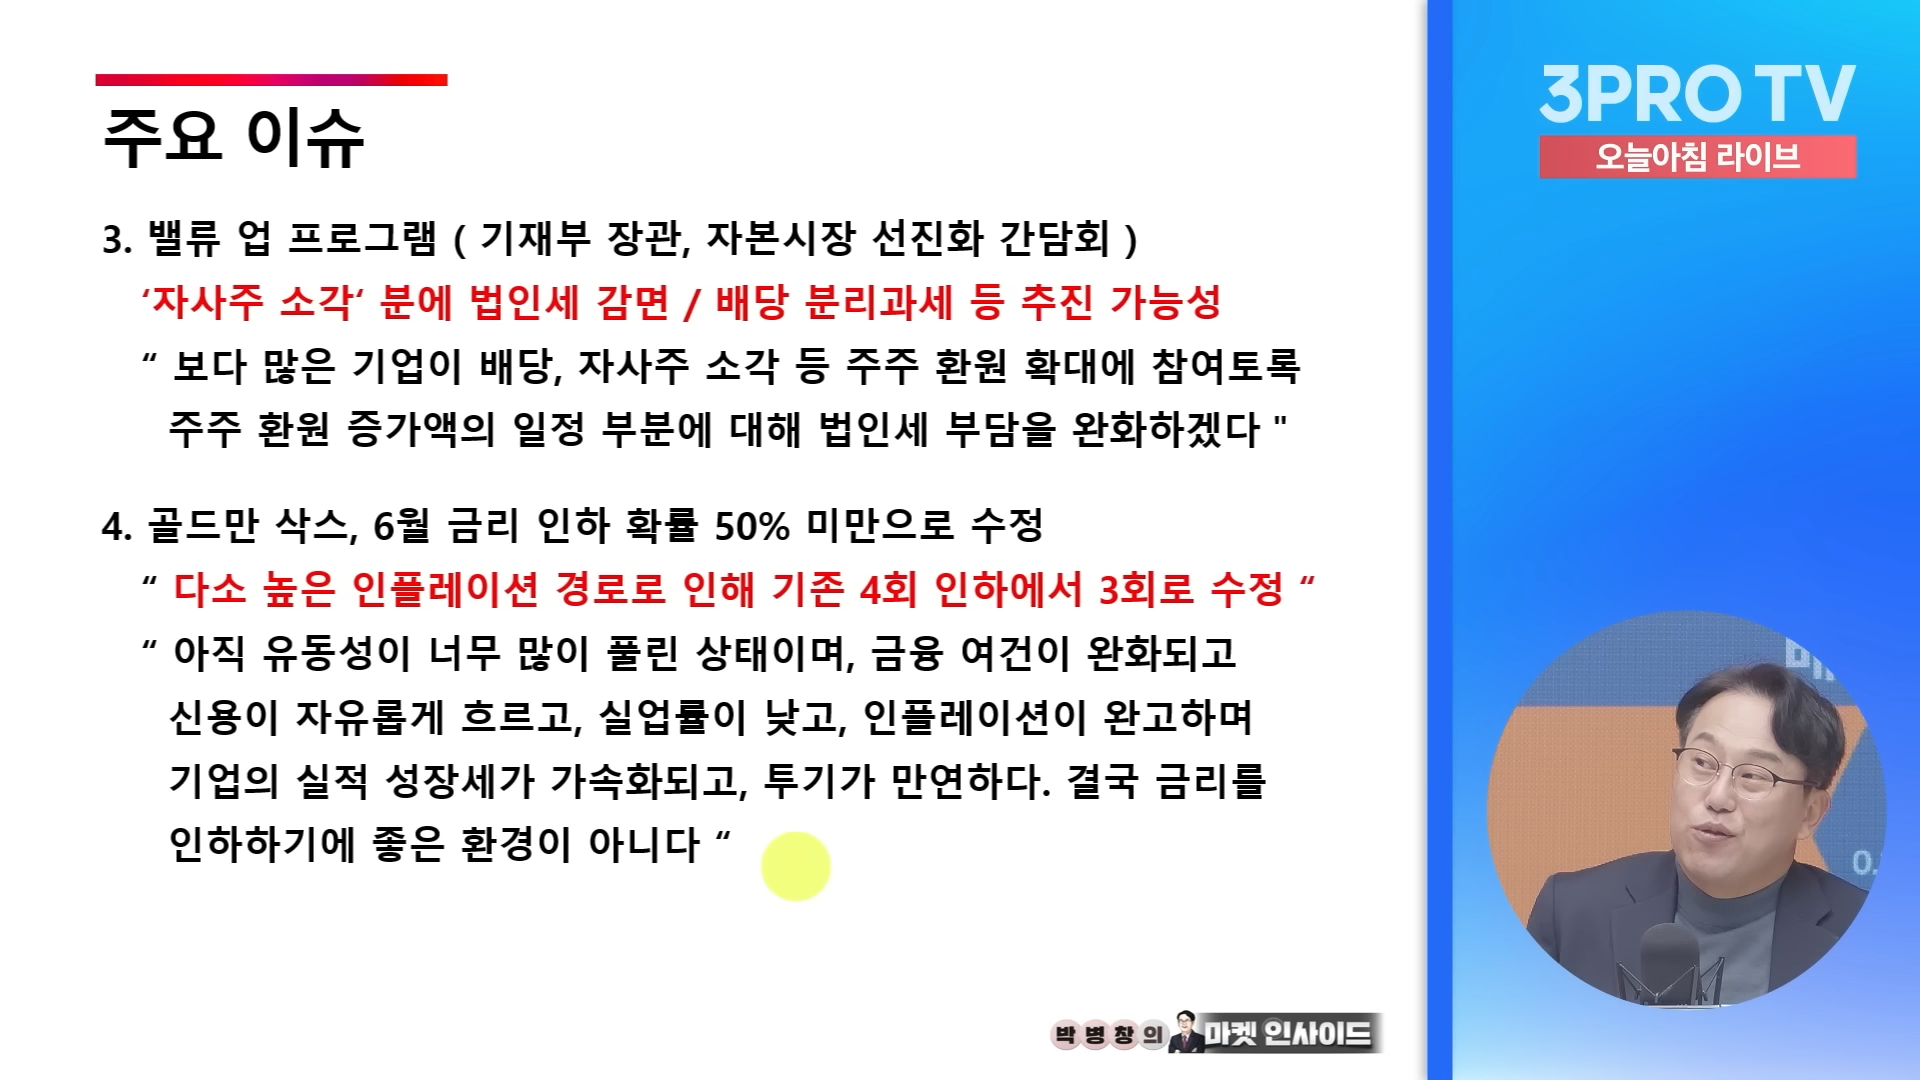 주요 이슈
3. 밸류 업 프로그램 ( 기재부 장관, 자본시장 선진화 간담회 )
‘자사주 소각‘ 분에 법인세 감면 / 배당 분리과세 등 추진 가능성
“ 보다 많은 기업이 배당, 자사주 소각 등 주주 환원 확대에 참여토록
주주 환원 증가액의 일정 부분에 대해 법인세 부담을 완화하겠다 "
4. 골드만 삭스, 6월 금리 인하 확률 50% 미만으로 수정
“ 다소 높은 인플레이션 경로로 인해 기존 4회 인하에서 3회로 수정 “
“ 아직 유동성이 너무 많이 풀린 상태이며, 금융 여건이 완화되고
신용이 자유롭게 흐르고, 실업률이 낮고, 인플레이션이 완고하며
기업의 실적 성장세가 가속화되고, 투기가 만연하다. 결국 금리를
인하하기에 좋은 환경이 아니다 “
박병창의 마켓 인사이드
3PRO TV
오늘아침 라이브